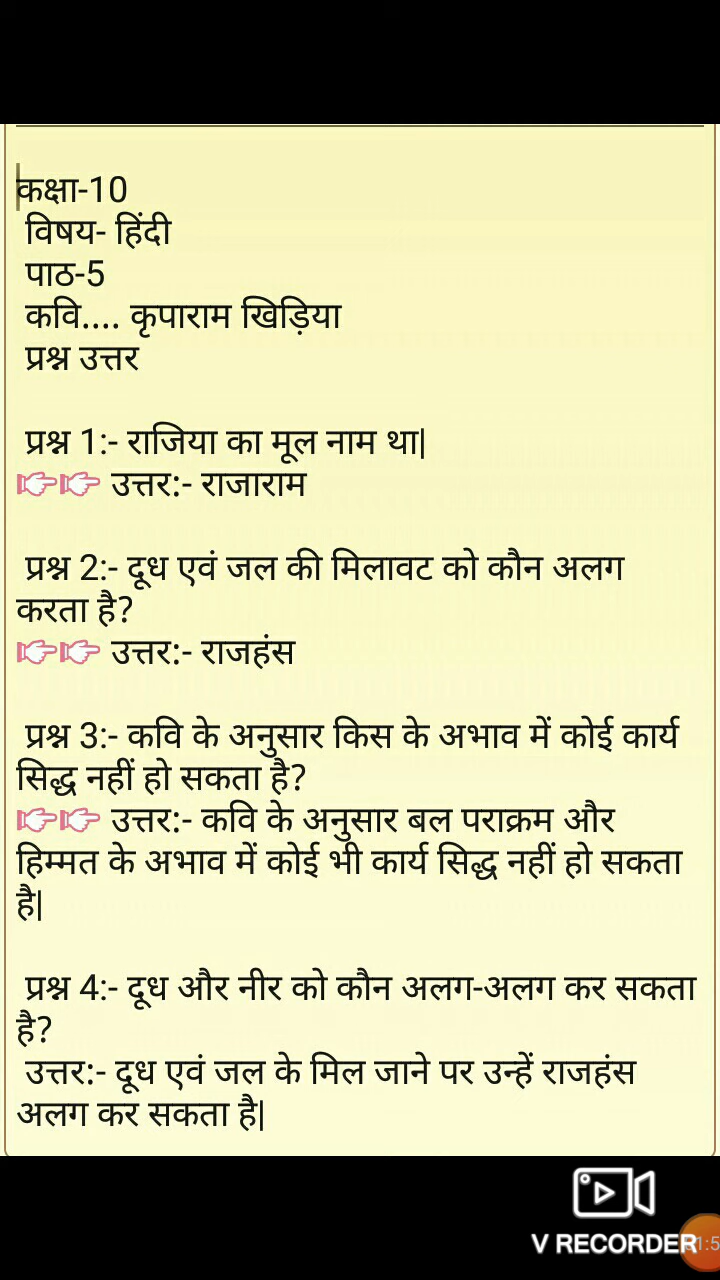 कक्षा-10
विषय- हिंदी
पाठ-5
कवि.... कृपाराम खिड़िया
प्रश्न उत्तर
प्रश्न 1:- राजिया का मूल नाम था|
उत्तर:- राजाराम
प्रश्न 2:- दूध एवं जल की मिलावट को कौन अलग
करता है?
उत्तर:- राजहंस
प्रश्न 3:- कवि के अनुसार किस के अभाव में कोई कार्य
सिद्ध नहीं हो सकता है?
उत्तर:- कवि के अनुसार बल पराक्रम और
हिम्मत के अभाव में कोई भी कार्य सिद्ध नहीं हो सकता
है|
प्रश्न 4:- दूध और नीर को कौन अलग-अलग कर सकता
है?
उत्तर:- दूध एवं जल के मिल जाने पर उन्हें राजहंस
अलग कर सकता है|
V RECORDER